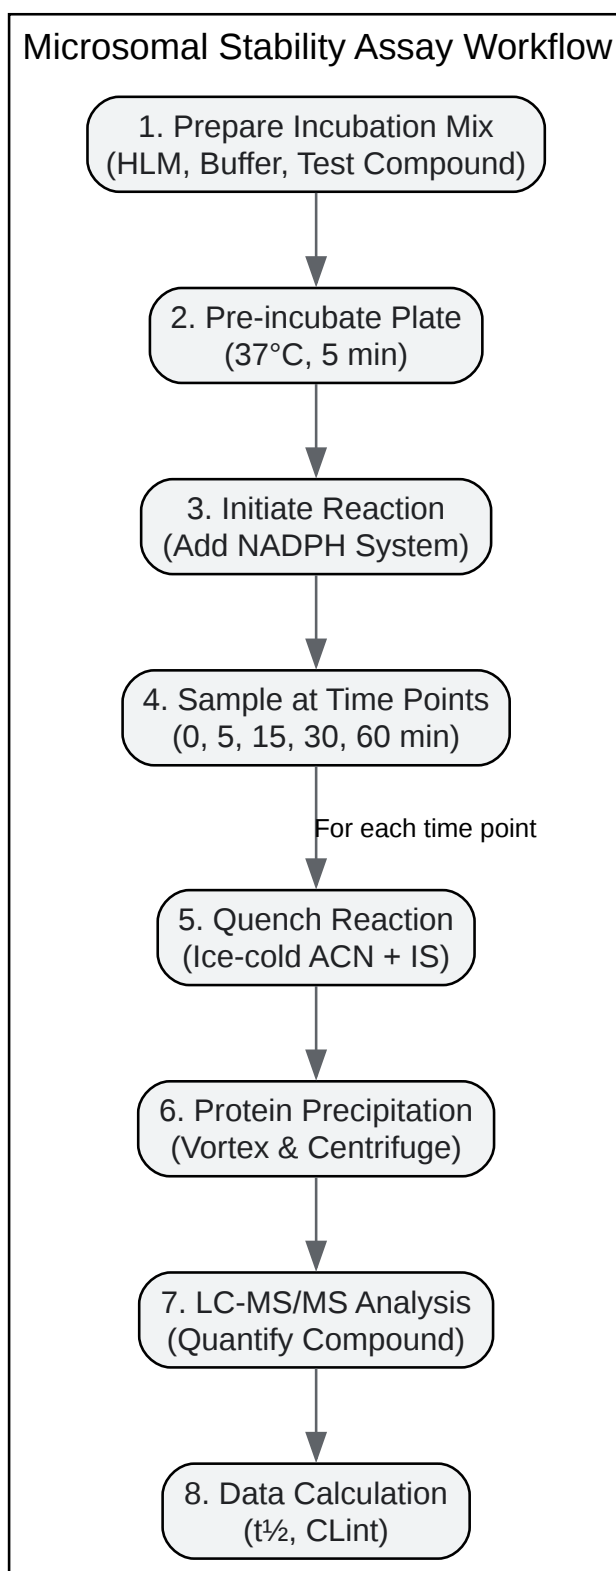 Microsomal Stability Assay Workflow
1. Prepare Incubation Mix
(HLM, Buffer, Test Compound)
2. Pre-incubate Plate
(37°C, 5 min)
3. Initiate Reaction
(Add NADPH System)
4. Sample at Time Points
(0, 5, 15, 30, 60 min)
For each time point
5. Quench Reaction
(Ice-cold ACN + IS)
6. Protein Precipitation
(Vortex & Centrifuge)
7. LC-MS/MS Analysis
(Quantify Compound)
8. Data Calculation
(t½, CLint)